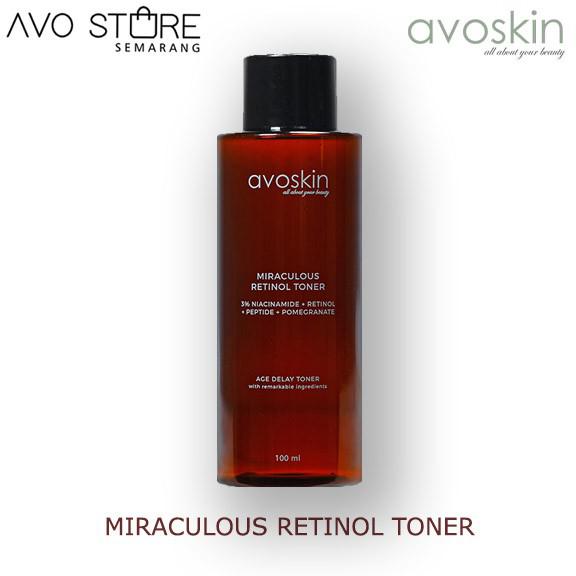 AVO STORE
SEMARANG
avoskin
all about your beauty
avoskin
all about your beauty
MIRACULOUS
RETINOL TONER
3% NIACINAMIDE + RETINOL
+ PEPTIDE + POMEGRANATE
AGE DELAY TONER
with remarkable ingredients
100 ml
MIRACULOUS RETINOL TONER